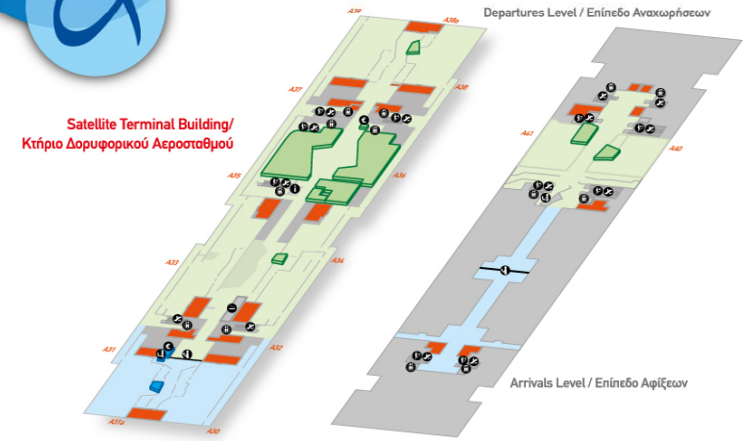 Departures Level / Επίπεδο Αναχωρήσεων
A39
A38a
A37
A38
Satellite Terminal Building/
Κτήριο Δορυφορικού Αεροσταθμού
A41
A40
A35
A36
A33
A34
A31
A32
A31a
A30
Arrivals Level / Επίπεδο Αφίξεων